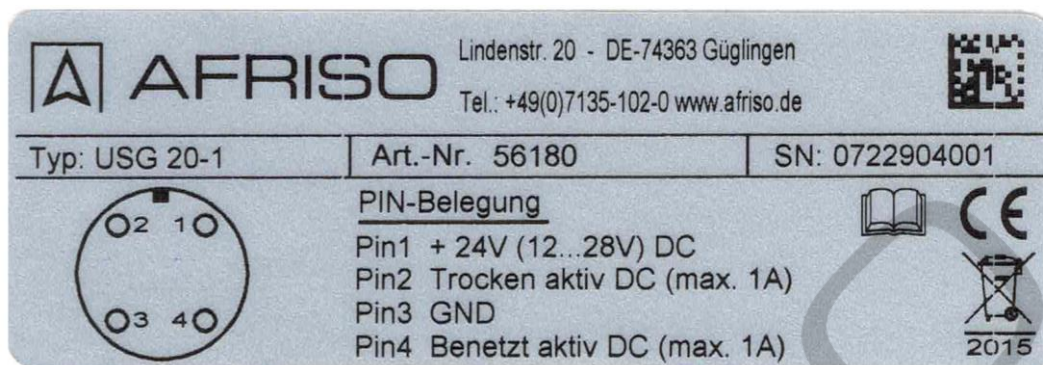 AFRISO
Lindenstr. 20 - DE-74363 Güglingen
Tel.: +49(0)7135-102-0 www.afriso.de
Typ: USG 20-1
Art.-Nr. 56180
SN: 0722904001
2 1
3 4
PIN-Belegung
Pin1 + 24V (12...28V) DC
Pin2 Trocken aktiv DC (max. 1A)
Pin3 GND
Pin4 Benetzt aktiv DC (max. 1A)
CE
2015